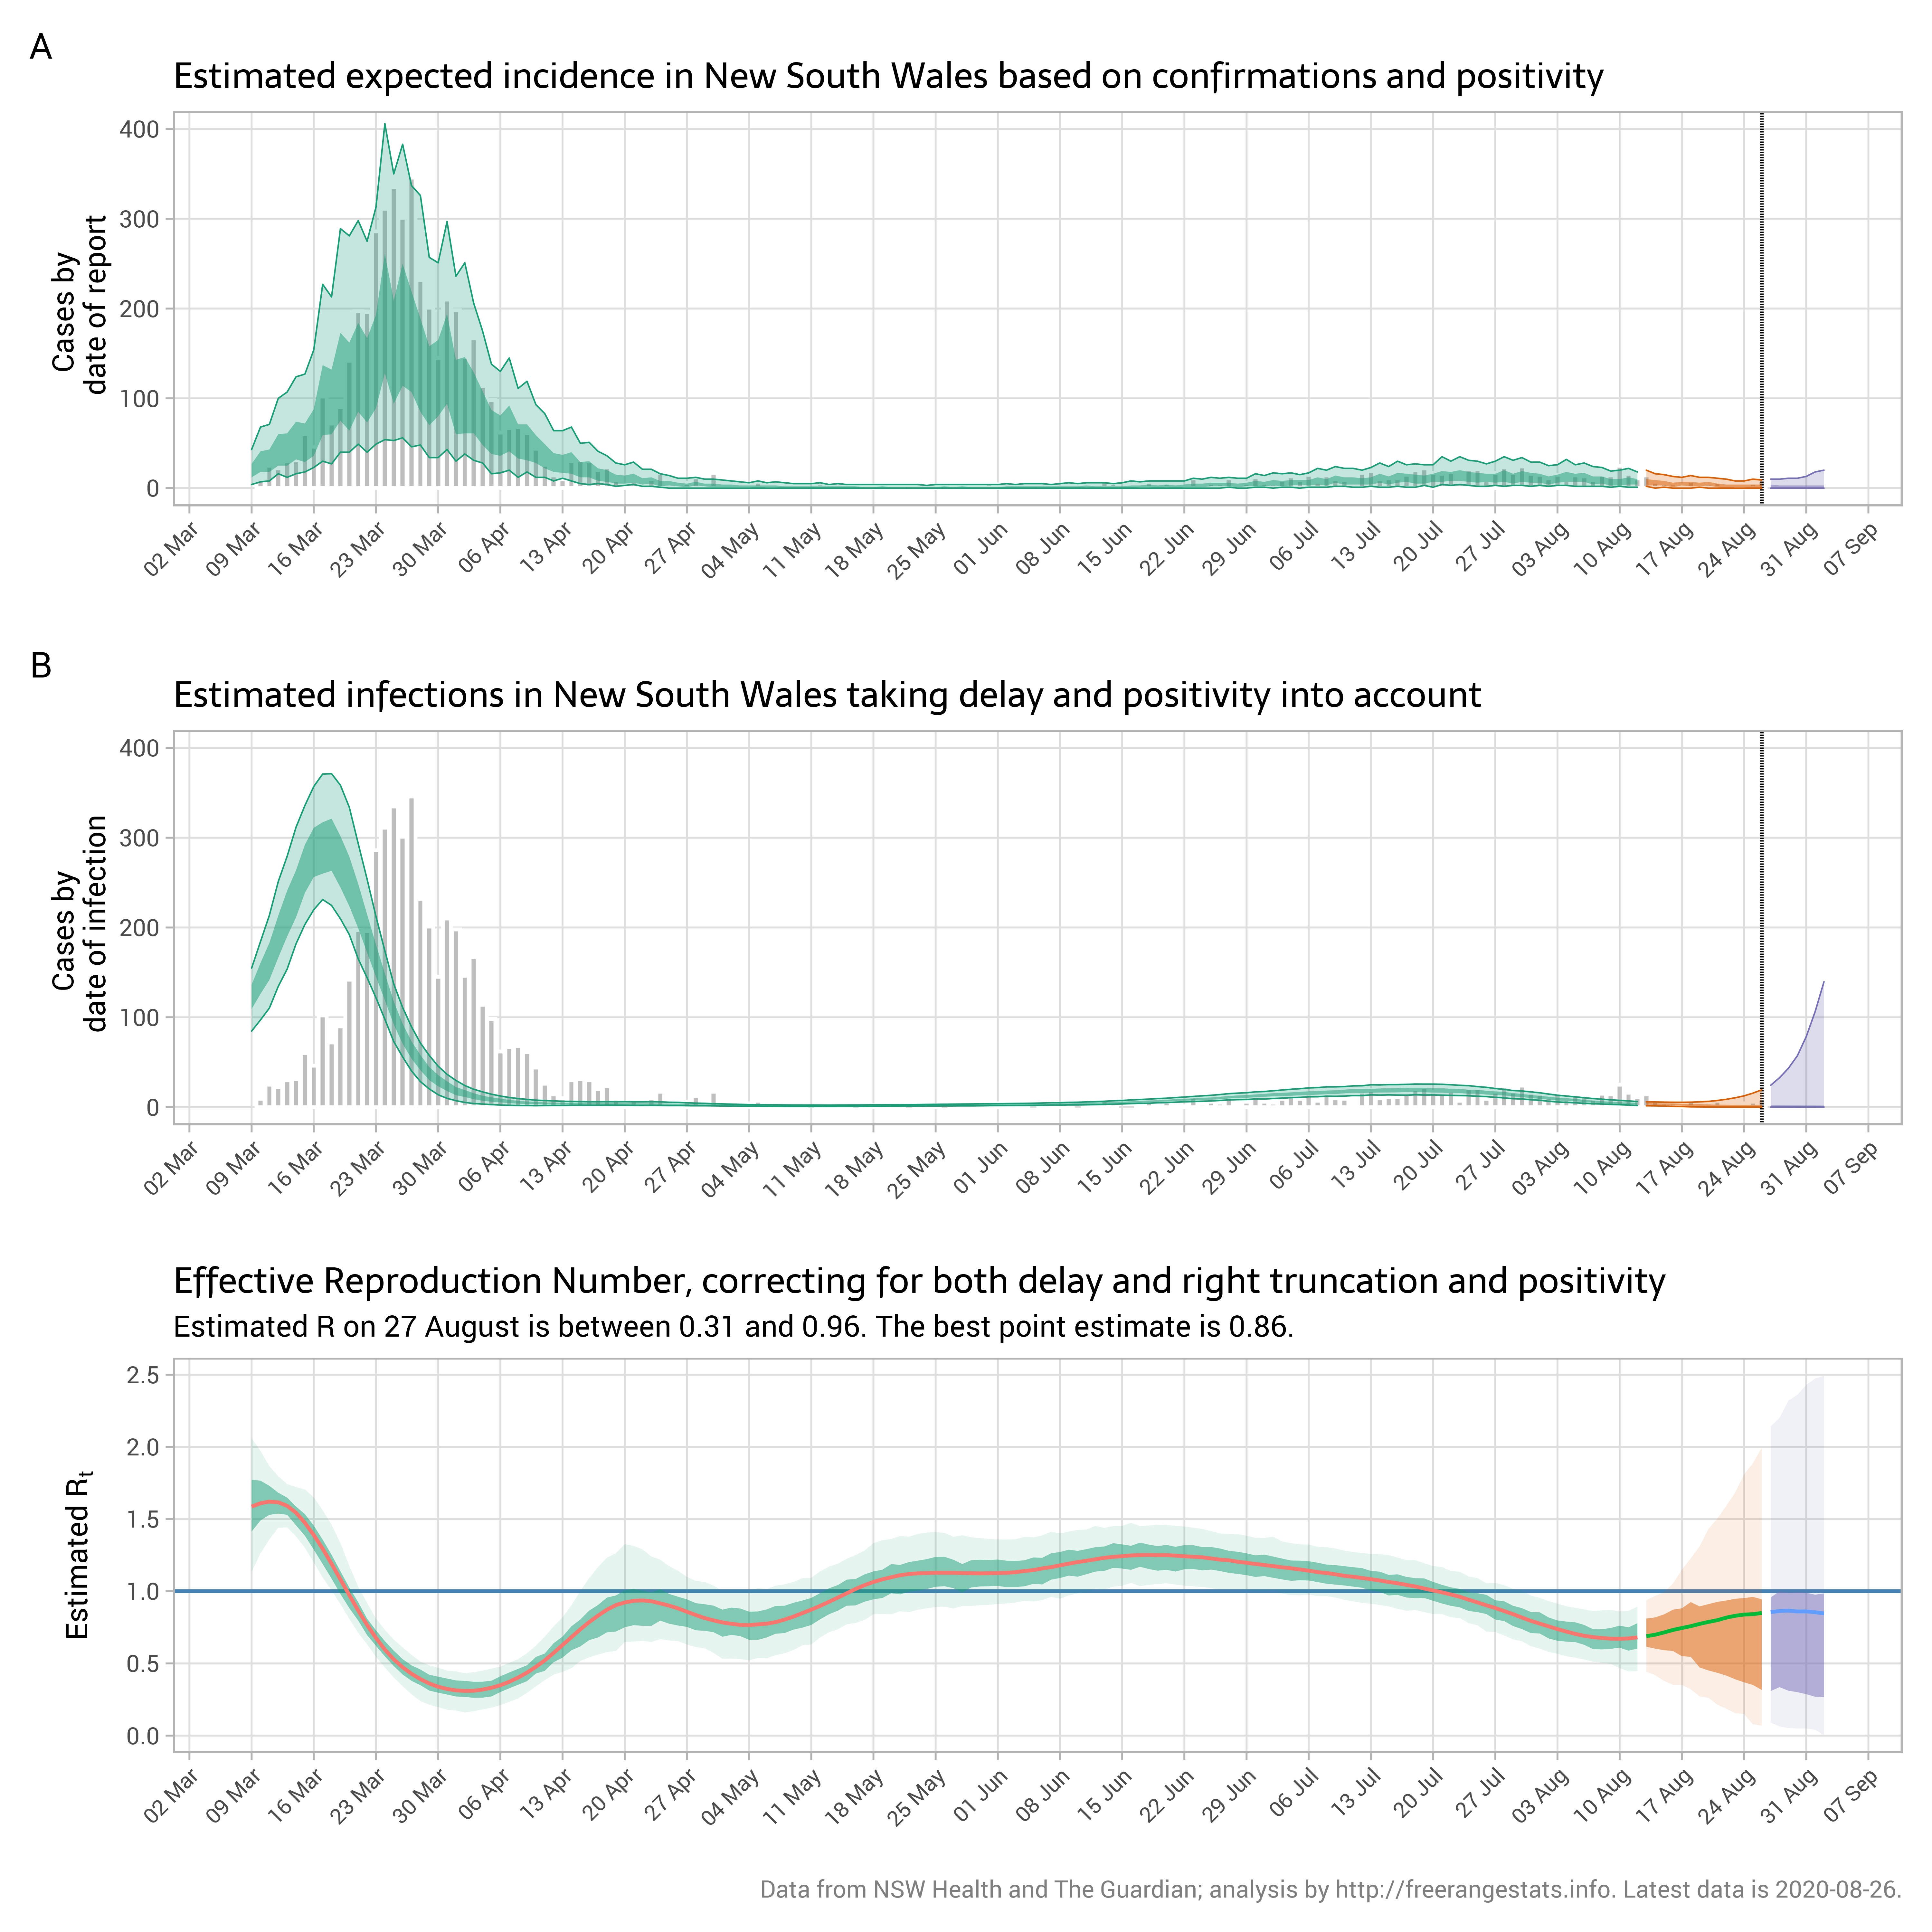 A
Estimated expected incidence in New South Wales based on confirmations and positivity
Cases by
date of report
400
300
200
100
0
02 Mar 09 Mar 16 Mar 23 Mar 30 Mar 06 Apr 13 Apr 20 Apr 27 Apr 04 May 11 May 18 May 25 May 01 Jun 08 Jun 15 Jun 22 Jun 29 Jun 06 Jul 13 Jul 20 Jul 27 Jul 03 Aug 10 Aug 17 Aug 24 Aug 31 Aug 07 Sep
B
Estimated infections in New South Wales taking delay and positivity into account
Cases by
date of infection
400
300
200
100
0
02 Mar 09 Mar 16 Mar 23 Mar 30 Mar 06 Apr 13 Apr 20 Apr 27 Apr 04 May 11 May 18 May 25 May 01 Jun 08 Jun 15 Jun 22 Jun 29 Jun 06 Jul 13 Jul 20 Jul 27 Jul 03 Aug 10 Aug 17 Aug 24 Aug 31 Aug 07 Sep
Effective Reproduction Number, correcting for both delay and right truncation and positivity
Estimated R on 27 August is between 0.31 and 0.96. The best point estimate is 0.86.
Estimated Rt
2.5
2.0
1.5
1.0
0.5
0.0
02 Mar 09 Mar 16 Mar 23 Mar 30 Mar 06 Apr 13 Apr 20 Apr 27 Apr 04 May 11 May 18 May 25 May 01 Jun 08 Jun 15 Jun 22 Jun 29 Jun 06 Jul 13 Jul 20 Jul 27 Jul 03 Aug 10 Aug 17 Aug 24 Aug 31 Aug 07 Sep
Data from NSW Health and The Guardian; analysis by http://freerangestats.info. Latest data is 2020-08-26.